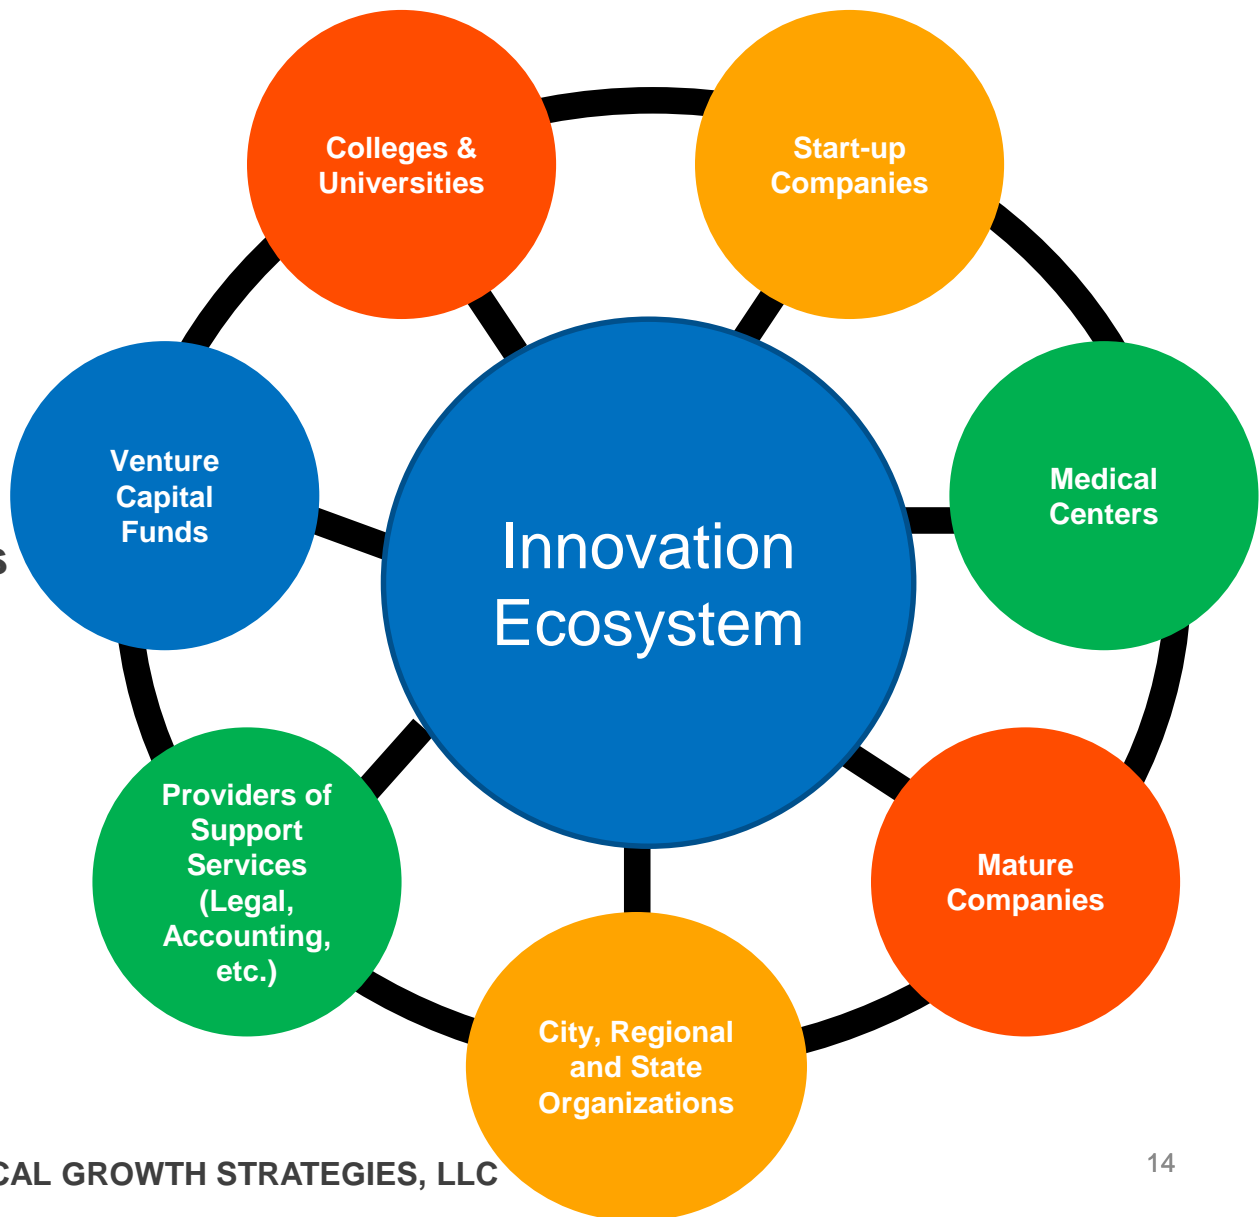 Colleges &
Universities
Start-up
Companies
Venture
Capital
Funds
Medical
Centers
s
Innovation
Ecosystem
Providers of
Support
Services
(Legal,
Accounting,
etc.)
Mature
Companies
City, Regional
and State
Organizations
CAL GROWTH STRATEGIES, LLC
14